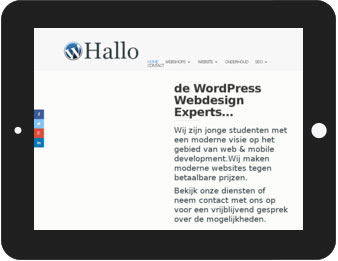 Hallo
HOME WEBSHOPS WEBSITE ONDERHOUD SEO
CONTACT
de WordPress
Webdesign
Experts...
Wij zijn jonge studenten met
een moderne visie op het
gebied van web & mobile
development.Wij maken
moderne websites tegen
betaalbare prijzen.
Bekijk onze diensten of
neem contact met ons op
voor een vrijblijvend gesprek
over de mogelijkheden.